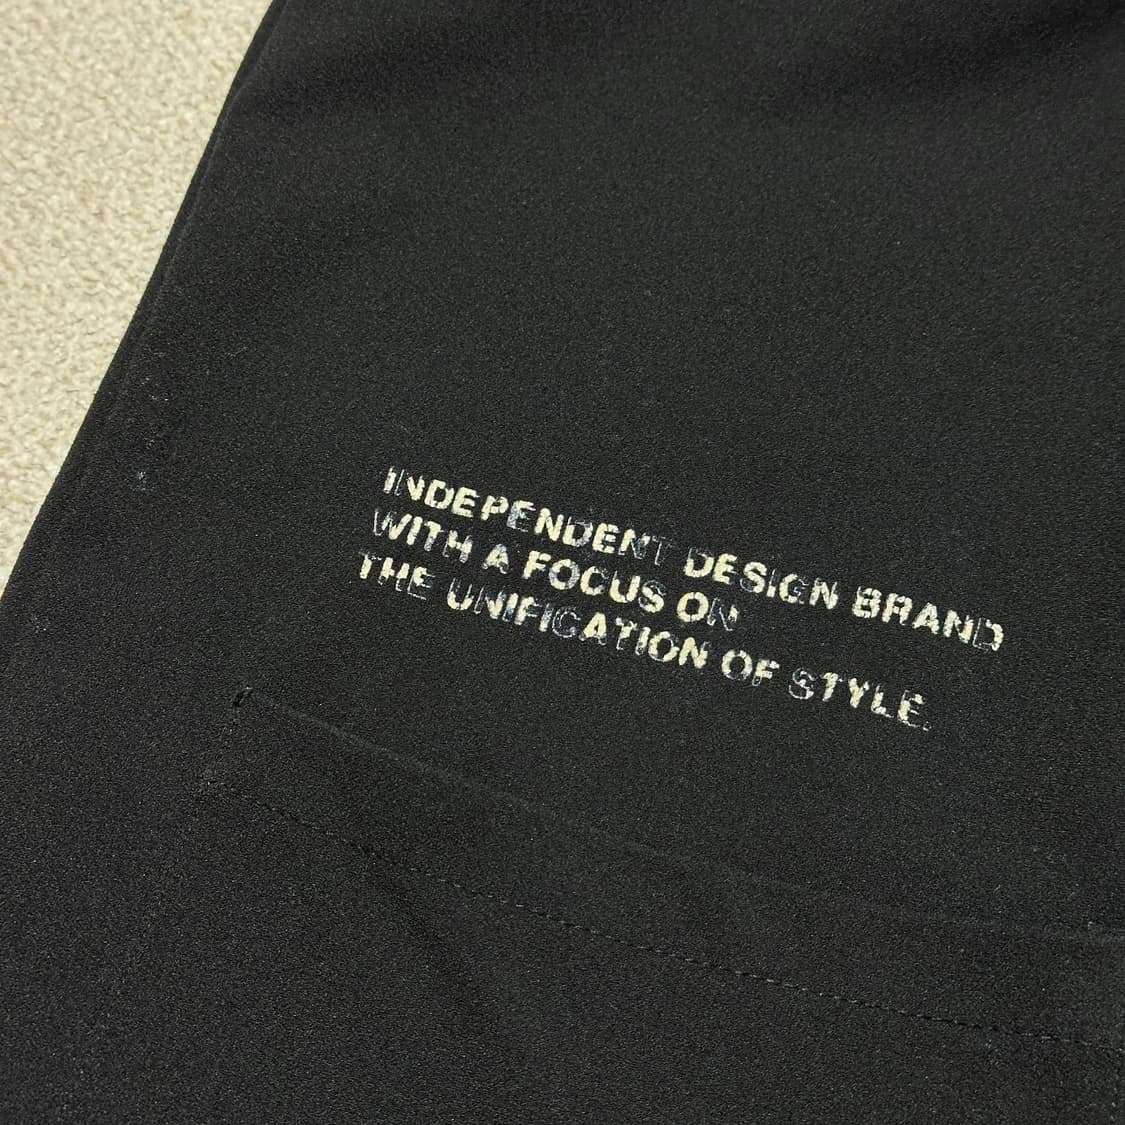 INDEPENDENT DESIGN BRAND
WITH A FOCUS ON
THE UNIFICATION OF STYLE.